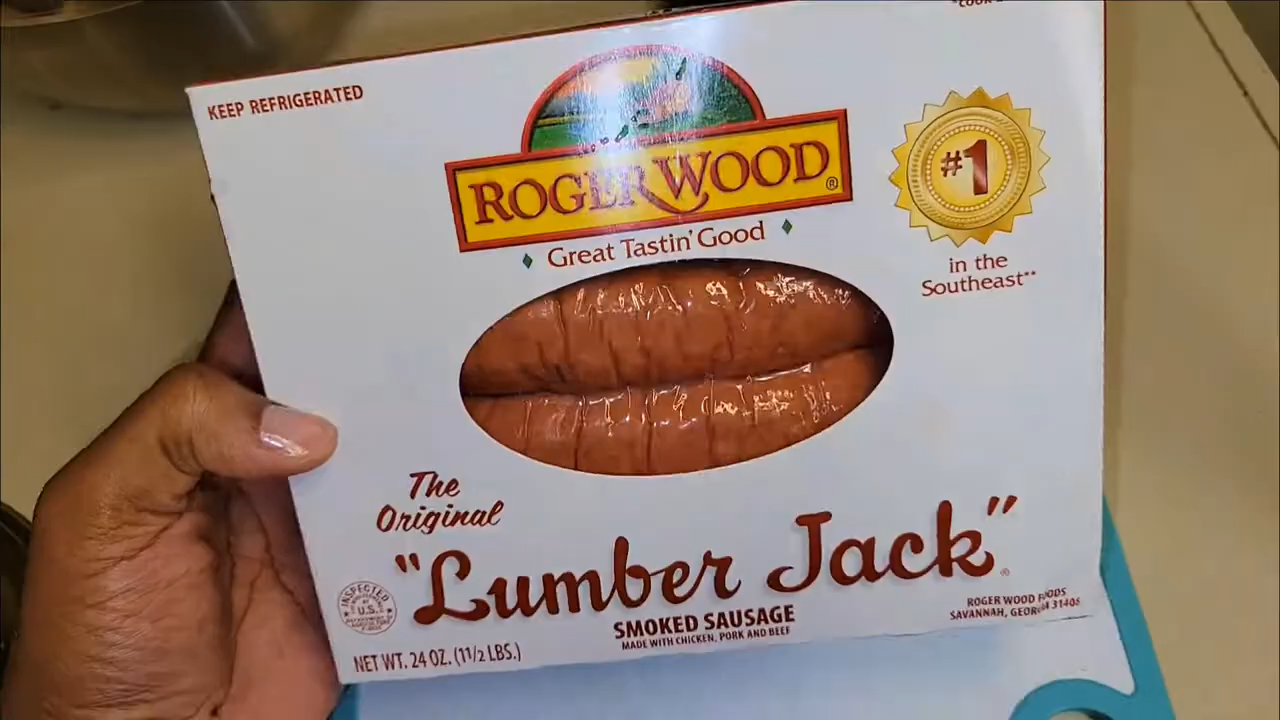 KEEP REFRIGERATED
ROGER WOOD®
Great Tastin' Good
#1
in the
Southeast**
The
Original
"Lumber Jack"
INSPECTED
U.S.
SMOKED SAUSAGE
MADE WITH CHICKEN, PORK AND BEEF
ROGER WOOD FOODS
SAVANNAH, GEORGIA 31408
NET WT. 24 OZ. (1 1/2 LBS.)